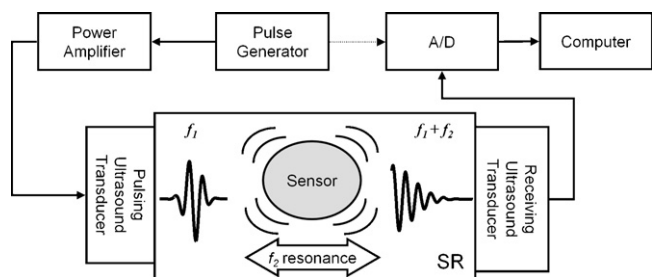 Power
Amplifier
Pulse
Generator
A/D
Computer
Pulsing
Ultrasound
Transducer
f1
Sensor
f1+f2
f2 resonance
SR
Receiving
Ultrasound
Transducer